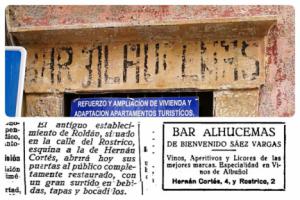 BAR ALHUCEMAS
REFUERZO Y AMPLIACION DE VIVIENDA Y
ADAPTACION APARTAMENTOS TURISTICOS.
El antiguo estableci-
miento de Roldán, situado
en la calle del Rostrico,
esquina a la de Hernán
Cortés, abrirá hoy sus
puertas al público comple-
tamente restaurado, con
un gran surtido en bebi-
das, tapas y bocadillos.
BAR ALHUCEMAS
DE BIENVENIDO SÁEZ VARGAS
Vinos, Aperitivos y Licores de las
mejores marcas. Especialidad en Vi-
nos de Albuñol
Hernán Cortés, 4, y Rostrico, 2